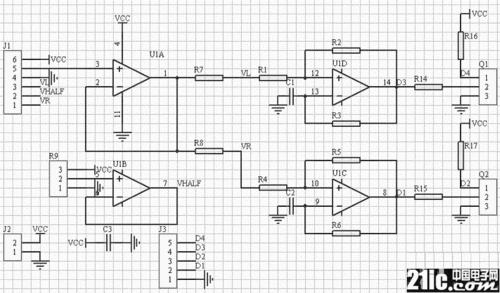 VCC
J1
6
5
4
3
2
1
VCC
VL
VHALF
VR
3
2
4
11
1
U1A
R7
VL
R1
C1
12
13
14
R2
U1D
R3
D3
R14
VCC
R16
D4
Q1
1
2
3
R8
VR
R4
C2
10
9
8
R5
U1C
R6
D1
R15
VCC
R17
D2
Q2
1
2
3
R9
3
2
1
VCC
5
6
7
U1B
VHALF
J2
2
1
VCC
VCC
C3
J3
5
4
3
2
1
D4
D3
D2
D1
21ic.com
中国电子网